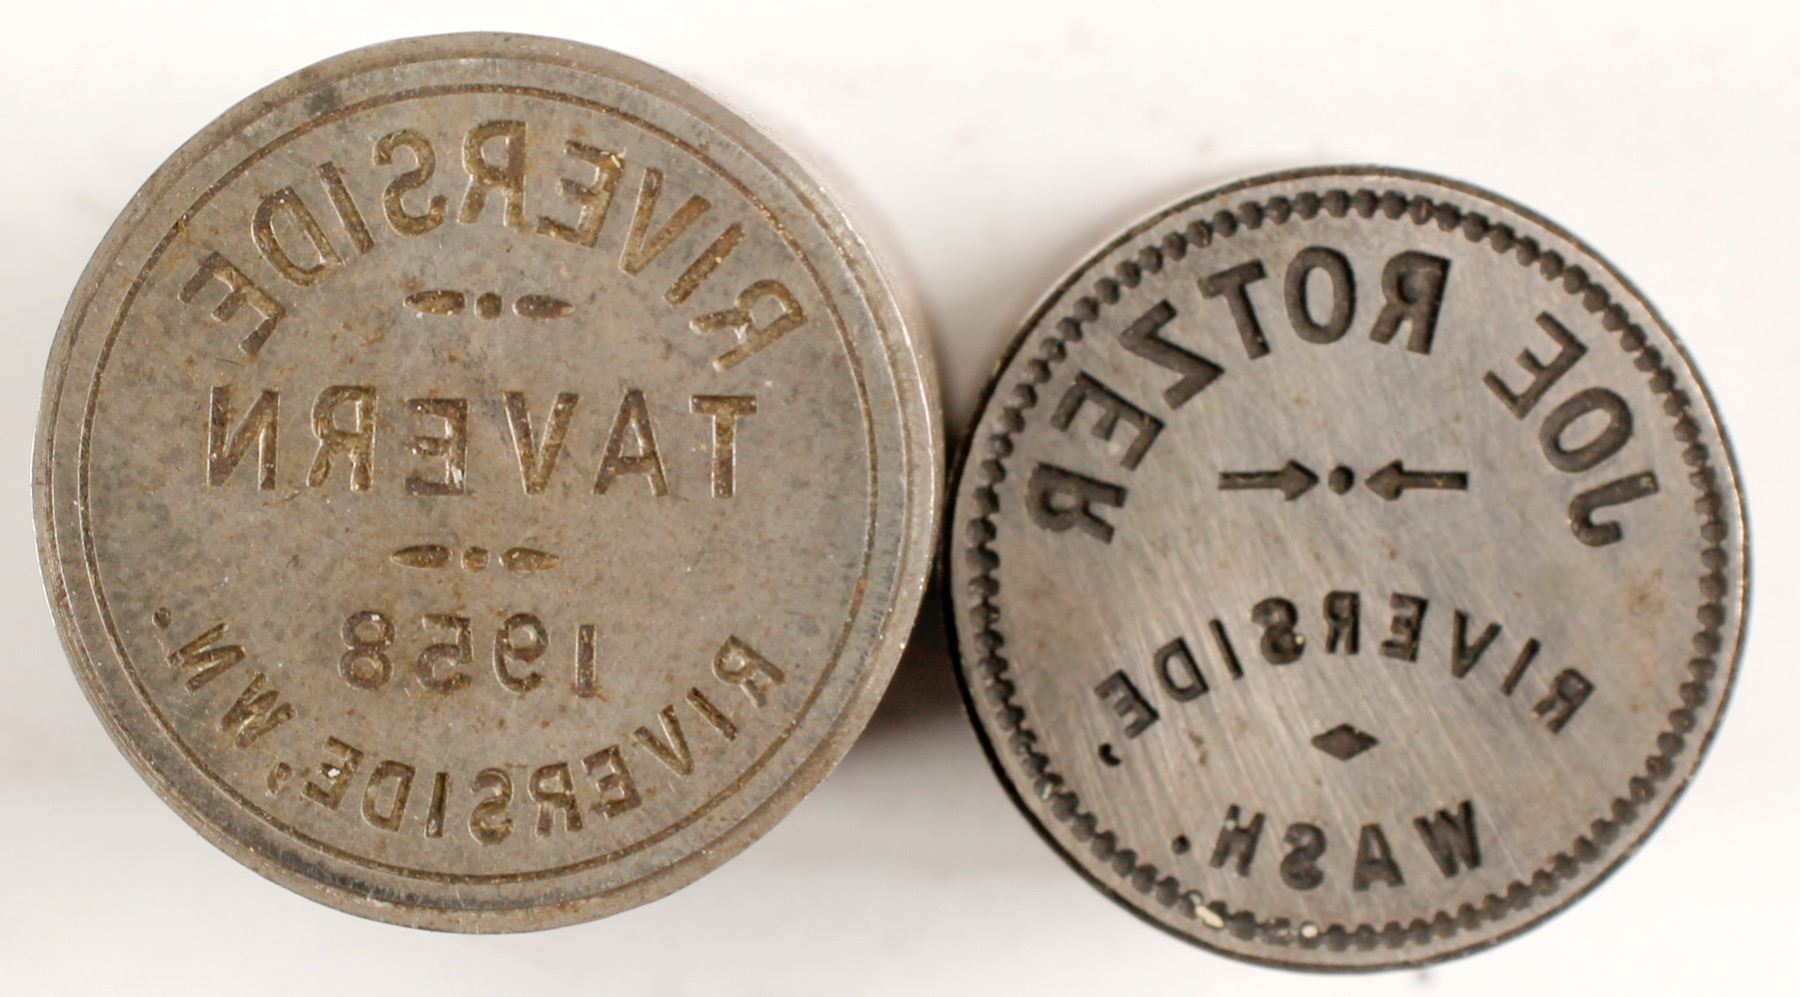 RIVERSIDE
TAVERN
1958
RIVERSIDE, WN.
JOE ROTZER
RIVERSIDE,
WASH.